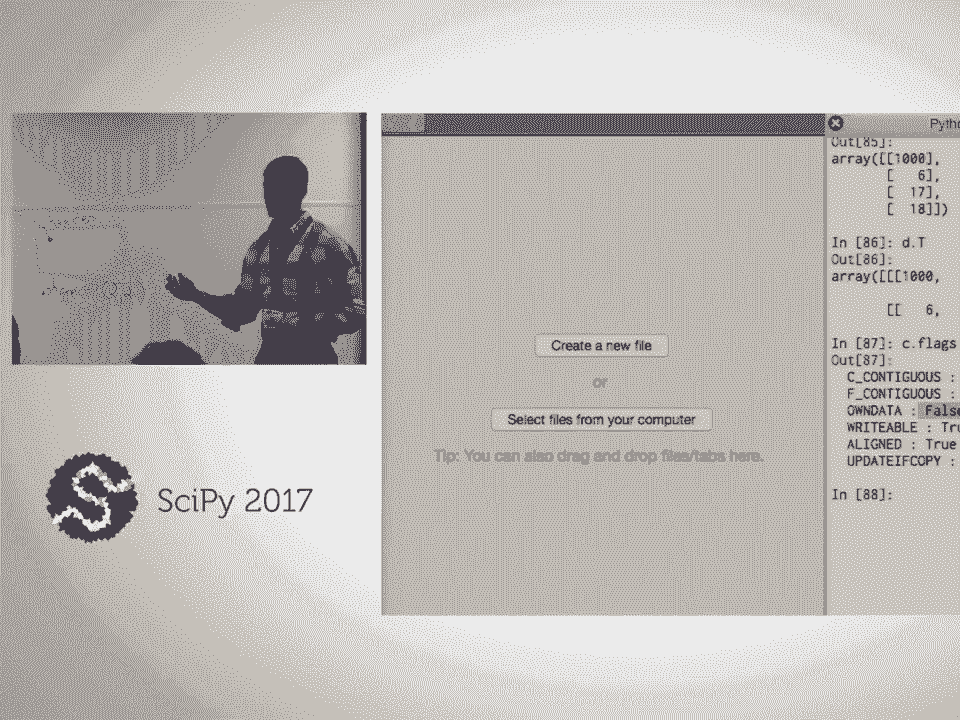 SciPy 2017
Create a new file
or
Select files from your computer
Tip: You can also drag and drop files/tabs here.
Pytho
Out[85]:
array([[1000],
[   6],
[  17],
[  18]])
In [86]: d.T
Out[86]:
array([[[1000,
[[   6,
In [87]: c.flags
Out[87]:
C_CONTIGUOUS :
F_CONTIGUOUS :
OWNDATA : False
WRITEABLE : Tru
ALIGNED : True
UPDATEIFCOPY :
In [88]: